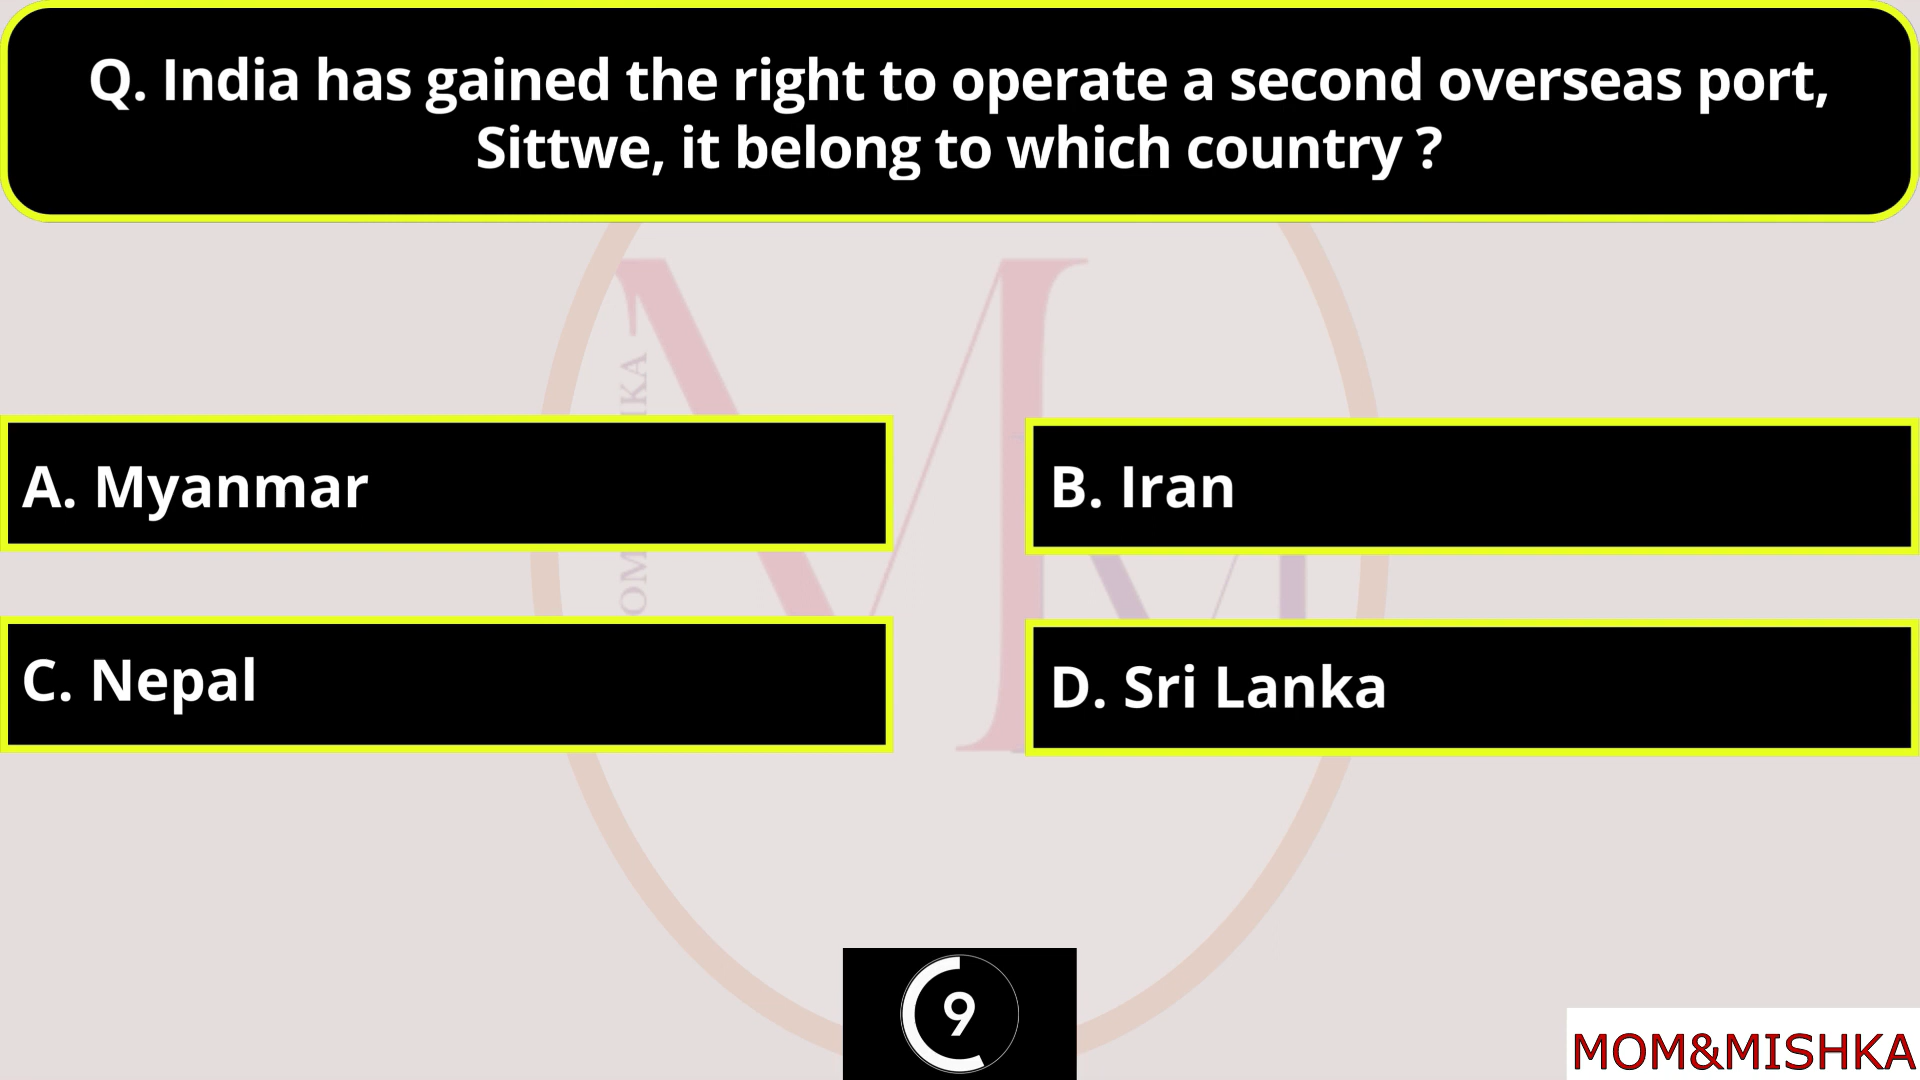 Q. India has gained the right to operate a second overseas port,
Sittwe, it belong to which country ?
A. Myanmar
B. Iran
C. Nepal
D. Sri Lanka
9
MOM&MISHKA